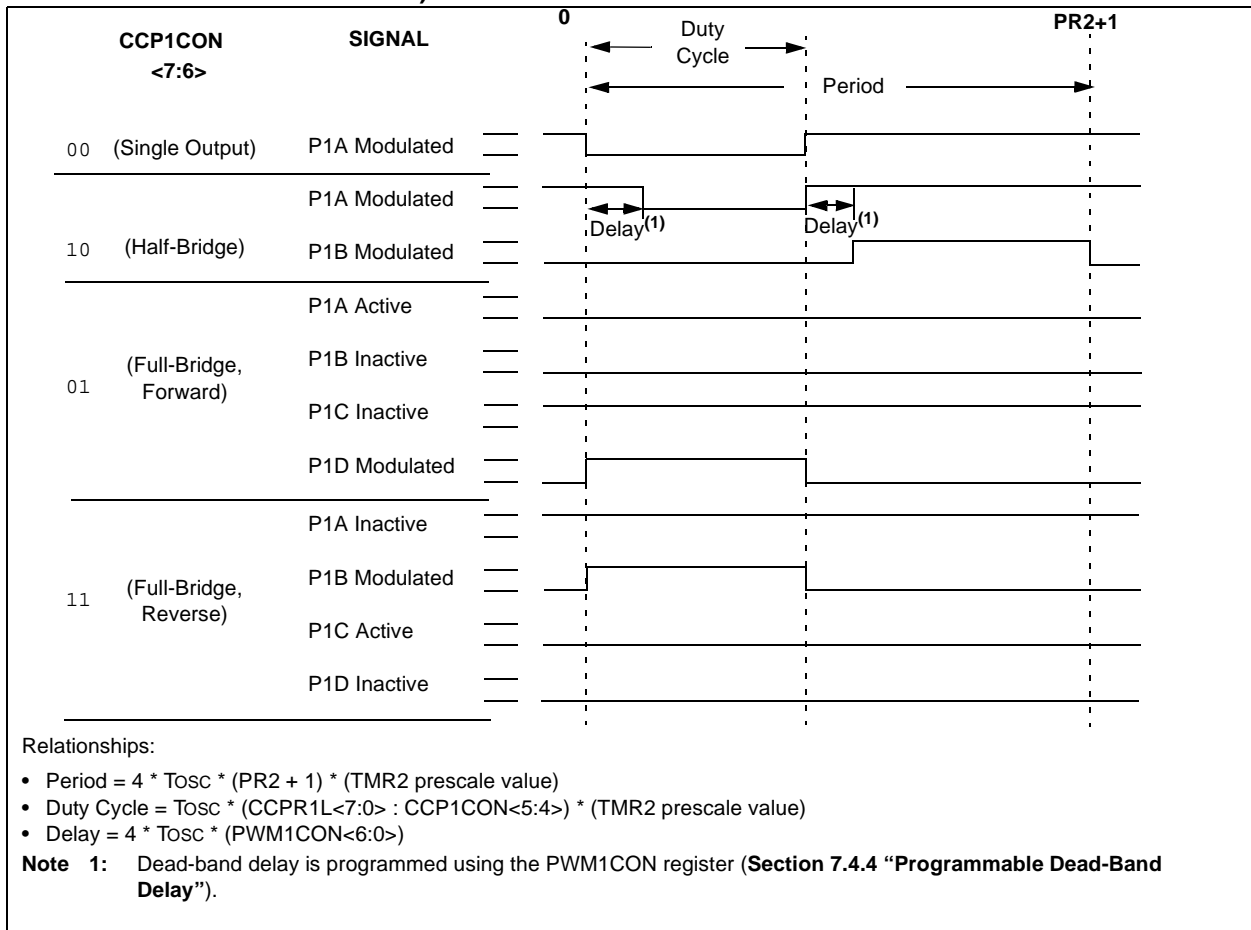 0
PR2+1
CCP1CON
<7:6>
SIGNAL
Duty
Cycle
Period
00 (Single Output) P1A Modulated
P1A Modulated
Delay(1) Delay(1)
10 (Half-Bridge) P1B Modulated
P1A Active
P1B Inactive
01 (Full-Bridge,
Forward)
P1C Inactive
P1D Modulated
P1A Inactive
P1B Modulated
11 (Full-Bridge,
Reverse)
P1C Active
P1D Inactive
Relationships:
• Period = 4 * TOSC * (PR2 + 1) * (TMR2 prescale value)
• Duty Cycle = TOSC * (CCPR1L<7:0> : CCP1CON<5:4>) * (TMR2 prescale value)
• Delay = 4 * TOSC * (PWM1CON<6:0>)
Note 1: Dead-band delay is programmed using the PWM1CON register (Section 7.4.4 “Programmable Dead-Band
Delay”).